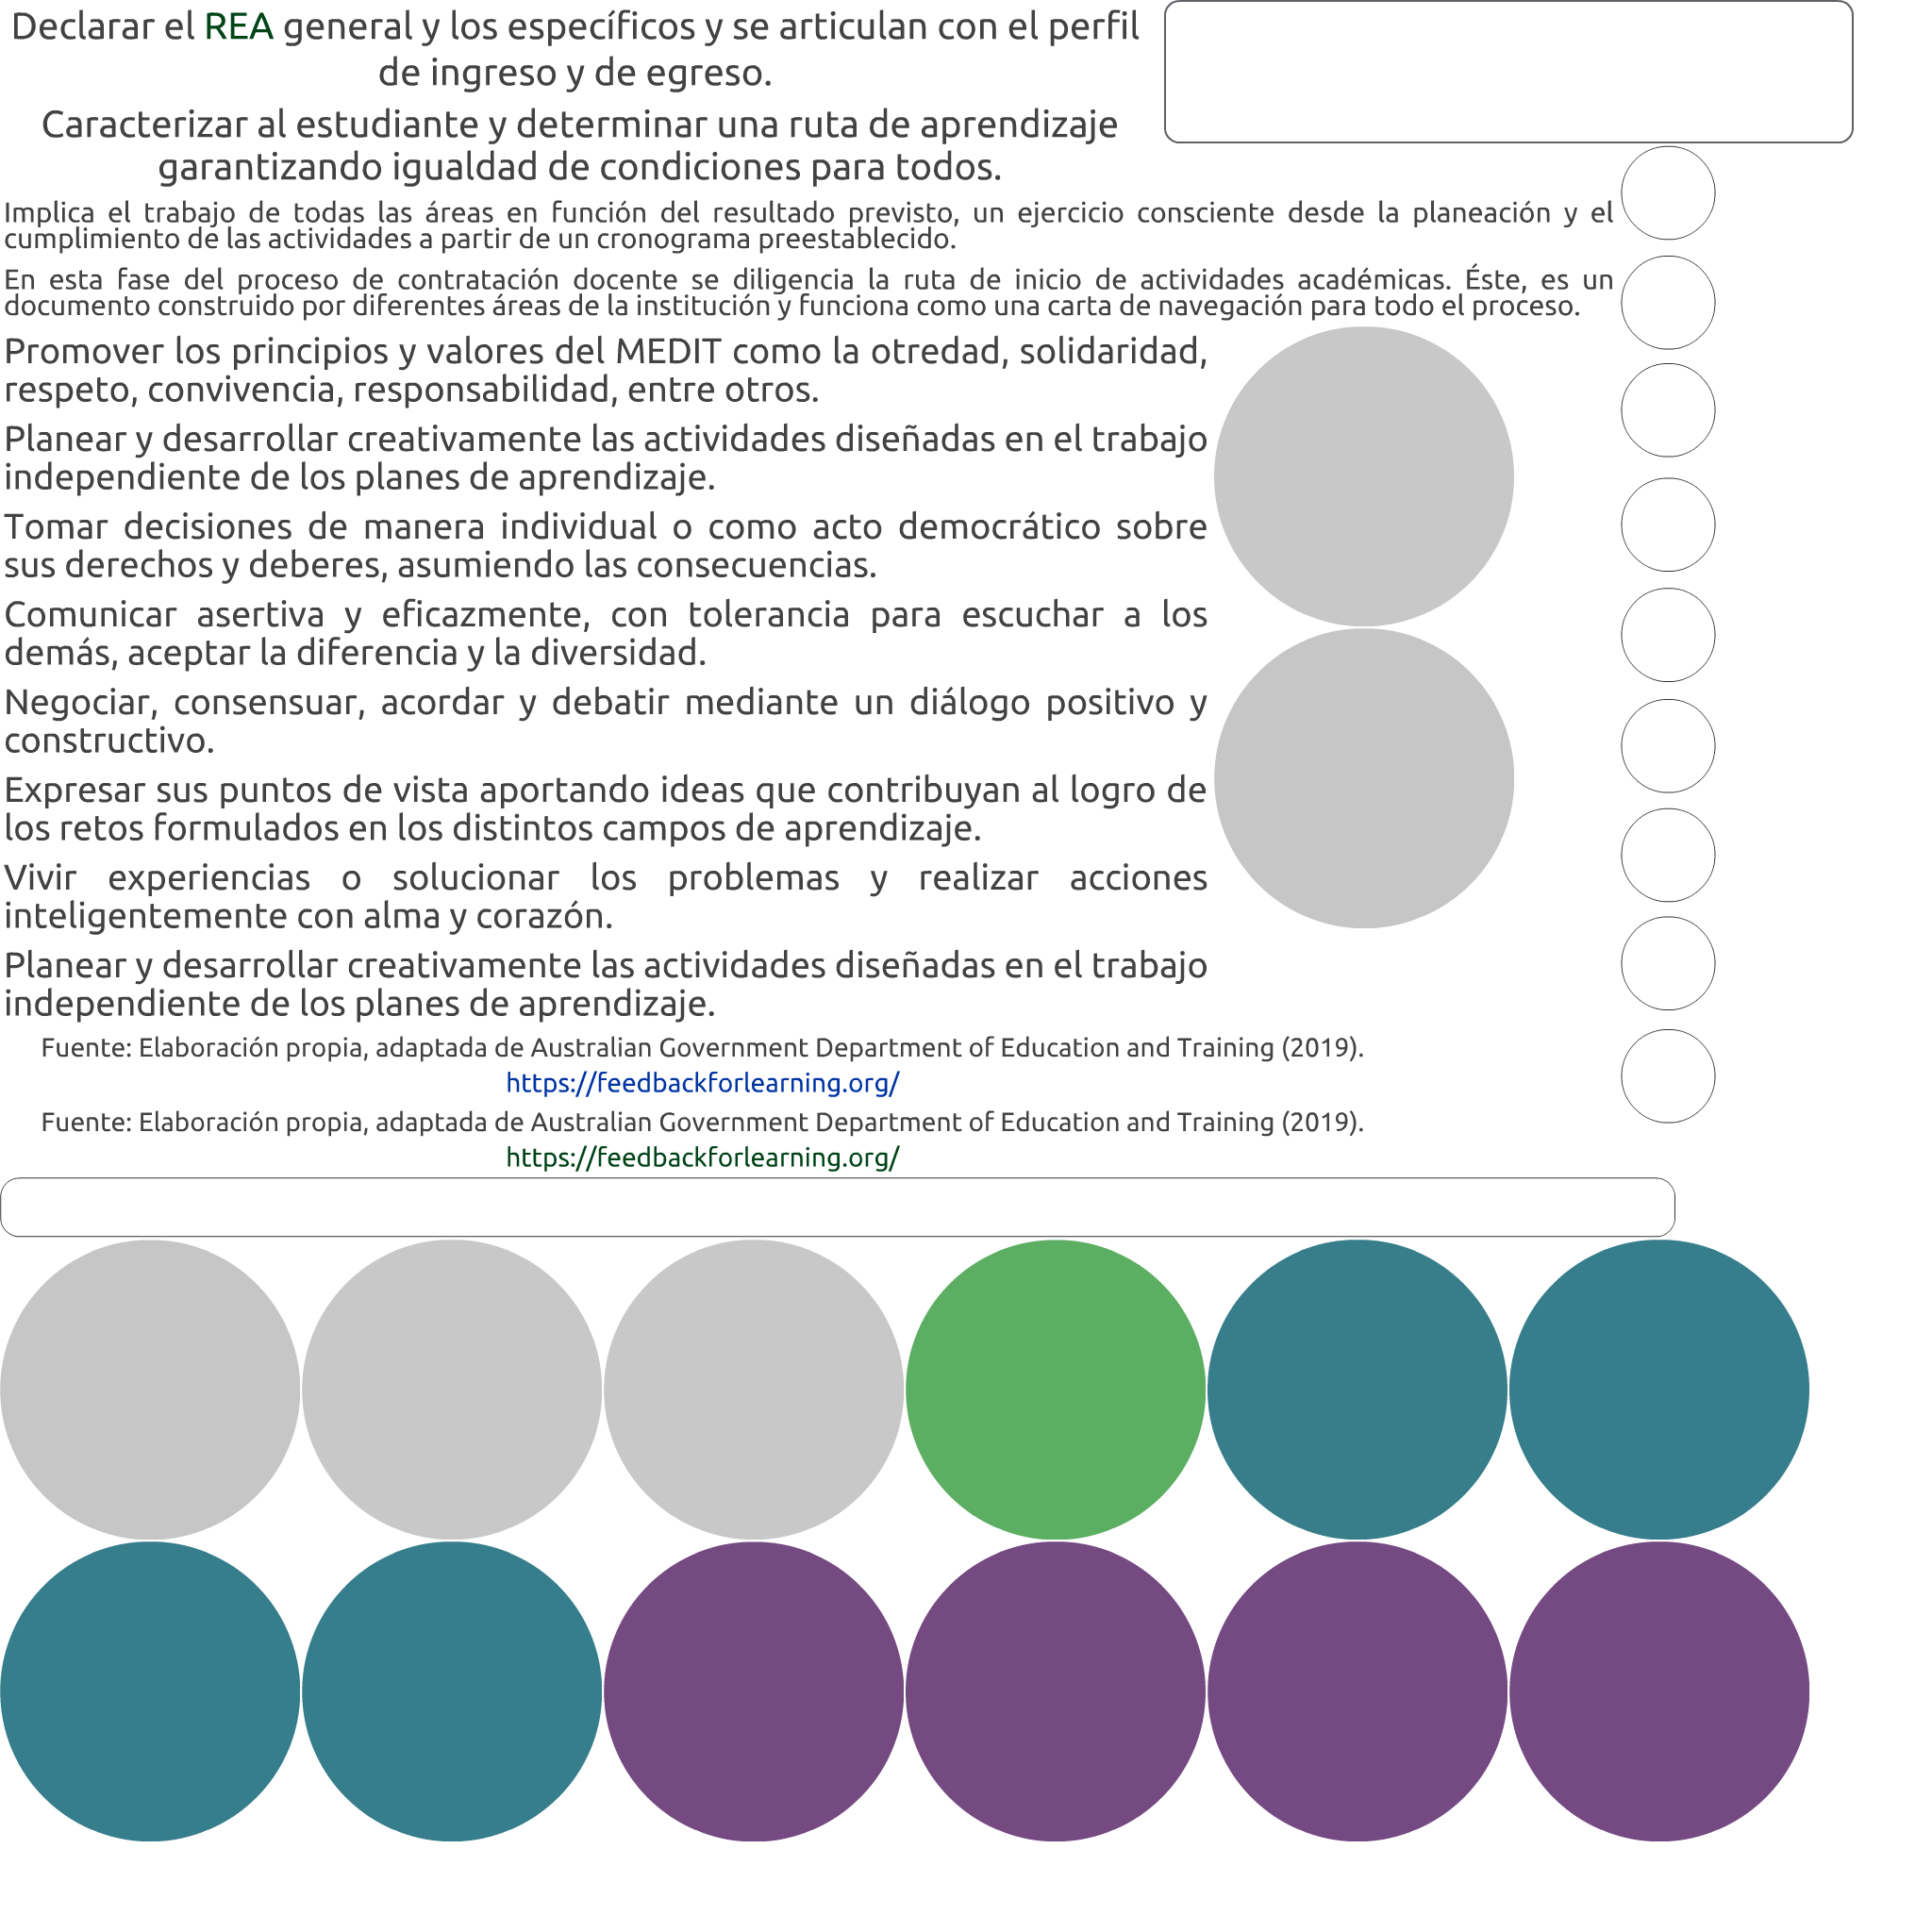 Declarar el REA general y los específicos y se articulan con el perfil
de ingreso y de egreso.
Caracterizar al estudiante y determinar una ruta de aprendizaje
garantizando igualdad de condiciones para todos.
Implica el trabajo de todas las áreas en función del resultado previsto, un ejercicio consciente desde la planeación y el
cumplimiento de las actividades a partir de un cronograma preestablecido.
En esta fase del proceso de contratación docente se diligencia la ruta de inicio de actividades académicas. Éste, es un
documento construido por diferentes áreas de la institución y funciona como una carta de navegación para todo el proceso.
Promover los principios y valores del MEDIT como la otredad, solidaridad,
respeto, convivencia, responsabilidad, entre otros.
Planear y desarrollar creativamente las actividades diseñadas en el trabajo
independiente de los planes de aprendizaje.
Tomar decisiones de manera individual o como acto democrático sobre
sus derechos y deberes, asumiendo las consecuencias.
Comunicar asertiva y eficazmente, con tolerancia para escuchar a los
demás, aceptar la diferencia y la diversidad.
Negociar, consensuar, acordar y debatir mediante un diálogo positivo y
constructivo.
Expresar sus puntos de vista aportando ideas que contribuyan al logro de
los retos formulados en los distintos campos de aprendizaje.
Vivir experiencias o solucionar los problemas y realizar acciones
inteligentemente con alma y corazón.
Planear y desarrollar creativamente las actividades diseñadas en el trabajo
independiente de los planes de aprendizaje.
Fuente: Elaboración propia, adaptada de Australian Government Department of Education and Training (2019).
https://feedbackforlearning.org/
Fuente: Elaboración propia, adaptada de Australian Government Department of Education and Training (2019).
https://feedbackforlearning.org/